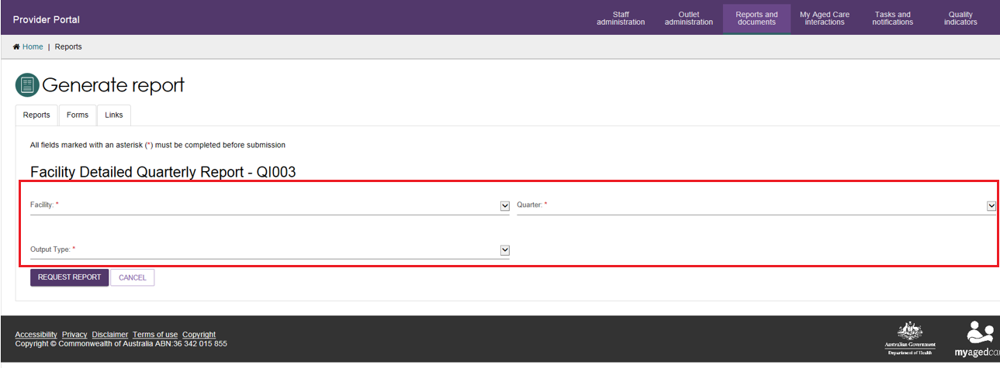 Provider Portal
Staff administration
Outlet administration
Reports and documents
My Aged Care interactions
Tasks and notifications
Quality indicators
Home | Reports
Generate report
Reports
Forms
Links
All fields marked with an asterisk (*) must be completed before submission
Facility Detailed Quarterly Report - QI003
Facility: *
Quarter: *
Output Type: *
REQUEST REPORT
CANCEL
Accessibility Privacy Disclaimer Terms of use Copyright
Copyright © Commonwealth of Australia ABN:36 342 015 855
Australian Government
Department of Health
myagedcar